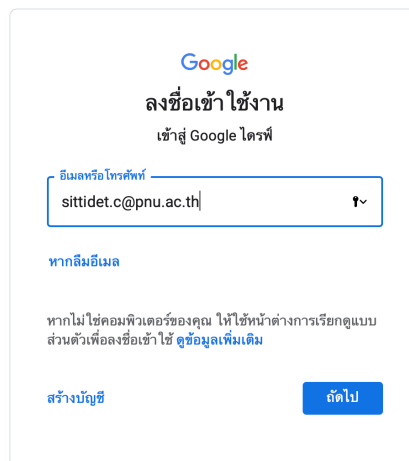 Google
ลงชื่อเข้าใช้งาน
เข้าสู่ Google ไดรฟ์
อีเมลหรือโทรศัพท์
sittidet.c@pnu.ac.th
หากลืมอีเมล
หากไม่ใช่คอมพิวเตอร์ของคุณ ให้ใช้หน้าต่างการเรียกดูแบบ
ส่วนตัวเพื่อลงชื่อเข้าใช้ ดูข้อมูลเพิ่มเติม
สร้างบัญชี
ถัดไป